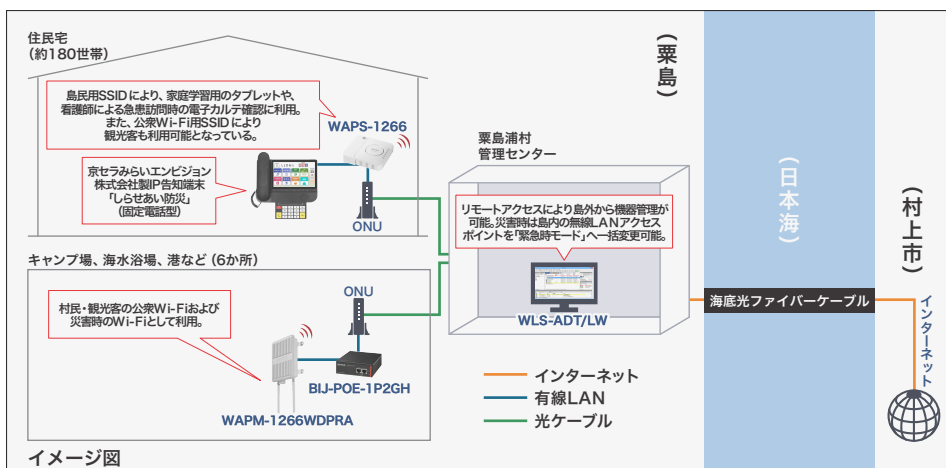 住民宅
(約180世帯)
島民用SSIDにより、家庭学習用のタブレットや、
看護師による急患訪問時の電子カルテ確認に利用。
また、公衆Wi-Fi用SSIDにより
観光客も利用可能となっている。
WAPS-1266
京セラみらいエンビジョン
株式会社製IP告知端末
「しらせあい防災」
(固定電話型)
ONU
キャンプ場、海水浴場、港など(6か所)
村民・観光客の公衆Wi-Fiおよび
災害時のWi-Fiとして利用。
ONU
BIJ-POE-1P2GH
WAPM-1266WDPRA
イメージ図
粟島浦村
管理センター
リモートアクセスにより島外から機器管理が
可能。災害時は島内の無線LANアクセス
ポイントを「緊急時モード」へ一括変更可能。
WLS-ADT/LW
インターネット
有線LAN
光ケーブル
(粟島)
(日本海)
海底光ファイバーケーブル
(村上市)
インターネット